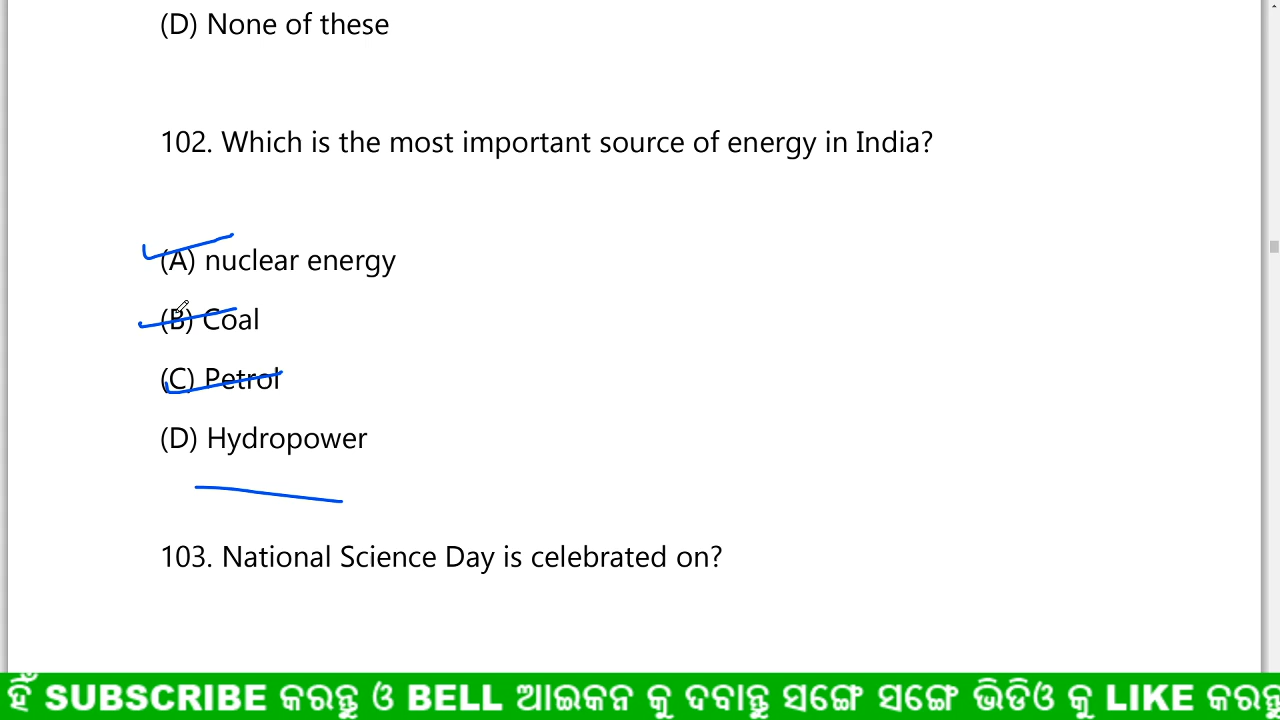 (D) None of these
102. Which is the most important source of energy in India?
(A) nuclear energy
(B) Coal
(C) Petrol
(D) Hydropower
103. National Science Day is celebrated on?
ହିଁ SUBSCRIBE କରନ୍ତୁ ଓ BELL ଆଇକନ କୁ ଦବାନ୍ତୁ ସଙ୍ଗେ ସଙ୍ଗେ ଭିଡିଓ କୁ LIKE କରନ୍ତୁ